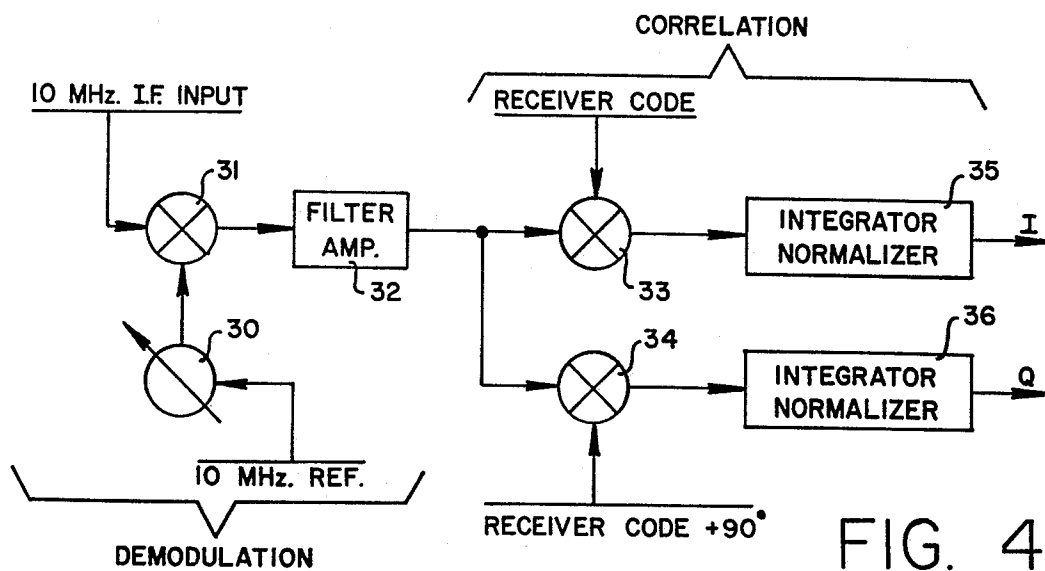 CORRELATION
10 MHz. I.F. INPUT
RECEIVER CODE
31
35
FILTER
AMP.
32
INTEGRATOR
NORMALIZER
I
33
30
34
36
INTEGRATOR
NORMALIZER
Q
10 MHz. REF.
RECEIVER CODE +90°
DEMODULATION
FIG. 4